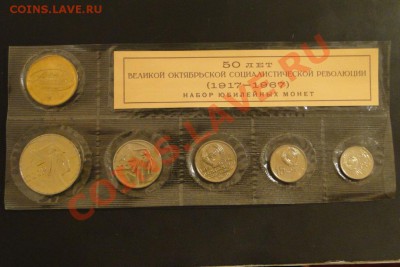 COINS.LAVE.RU
50 ЛЕТ
ВЕЛИКОЙ ОКТЯБРЬСКОЙ СОЦИАЛИСТИЧЕСКОЙ РЕВОЛЮЦИИ
(1917—1967)
НАБОР ЮБИЛЕЙНЫХ МОНЕТ
COINS.LAVE.RU